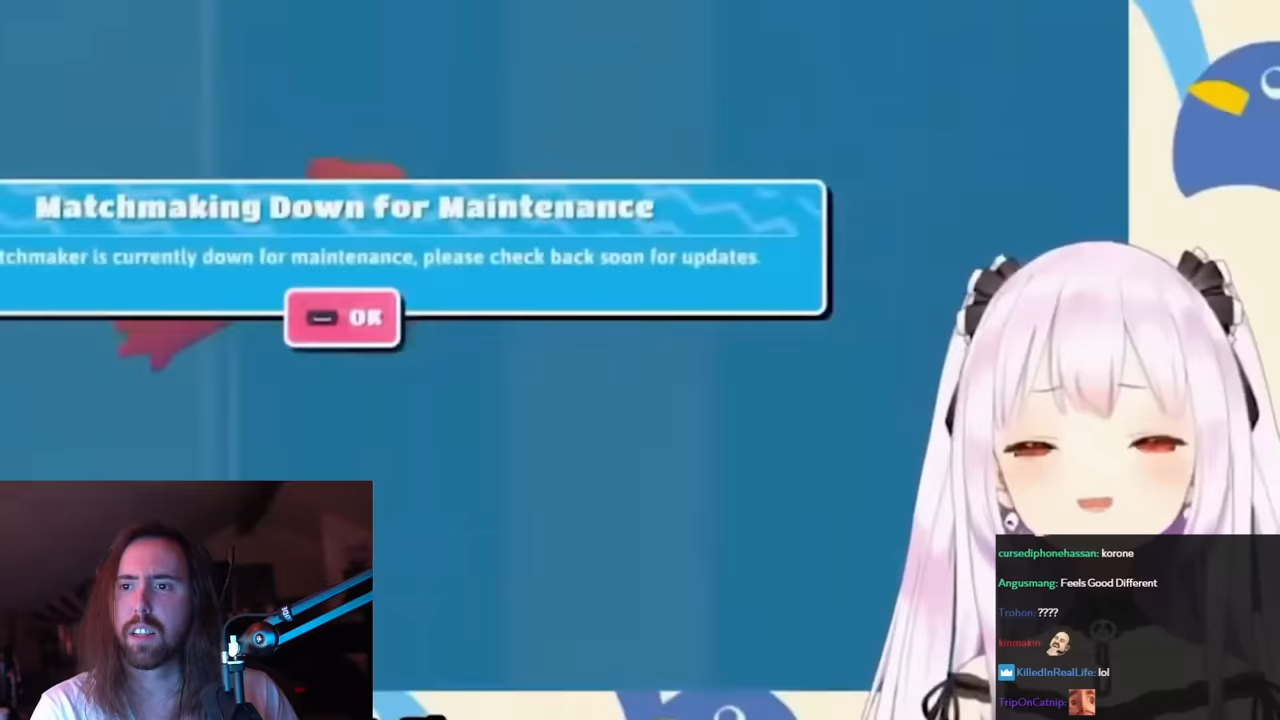 Matchmaking Down for Maintenance
tchmaker is currently down for maintenance, please check back soon for updates.
OK
cursediphonehassan: korone
Angusmang: Feels Good Different
Trohon: ????
kinmakin
KilledInRealLife: lol
TripOnCatnip: